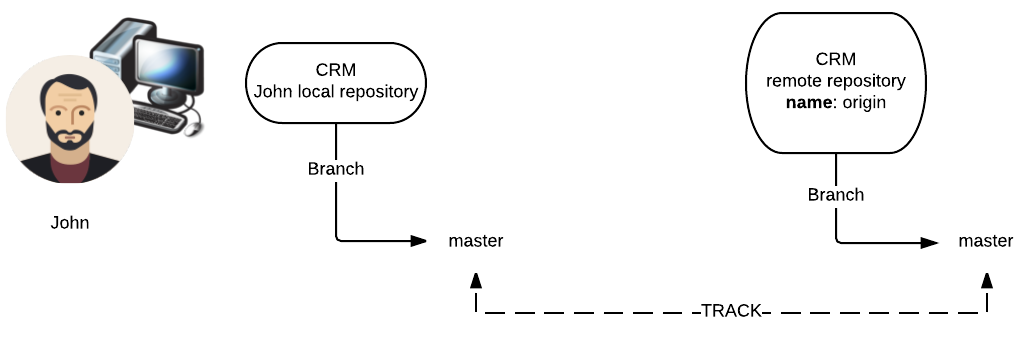 CRM
John local repository
CRM
remote repository
name: origin
Branch
Branch
John
master
master
TRACK